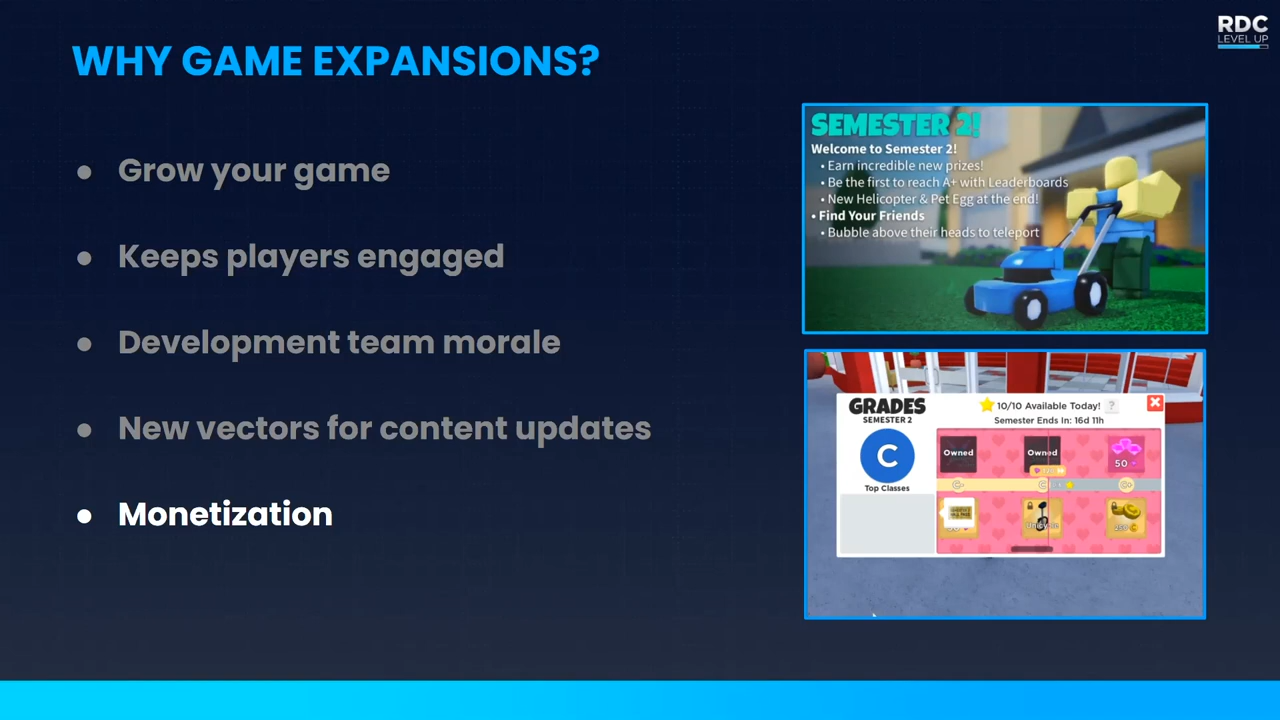 WHY GAME EXPANSIONS?
RDC
LEVEL UP
● Grow your game
● Keeps players engaged
● Development team morale
● New vectors for content updates
● Monetization
SEMESTER 2!
Welcome to Semester 2!
• Earn incredible new prizes!
• Be the first to reach A+ with Leaderboards
• New Helicopter & Pet Egg at the end!
• Find Your Friends
• Bubble above their heads to teleport
GRADES
SEMESTER 2
10/10 Available Today! ?
Semester Ends In: 16d 11h
C
Top Classes
Owned
Owned
50
C-
C
C+
Unicycle
250